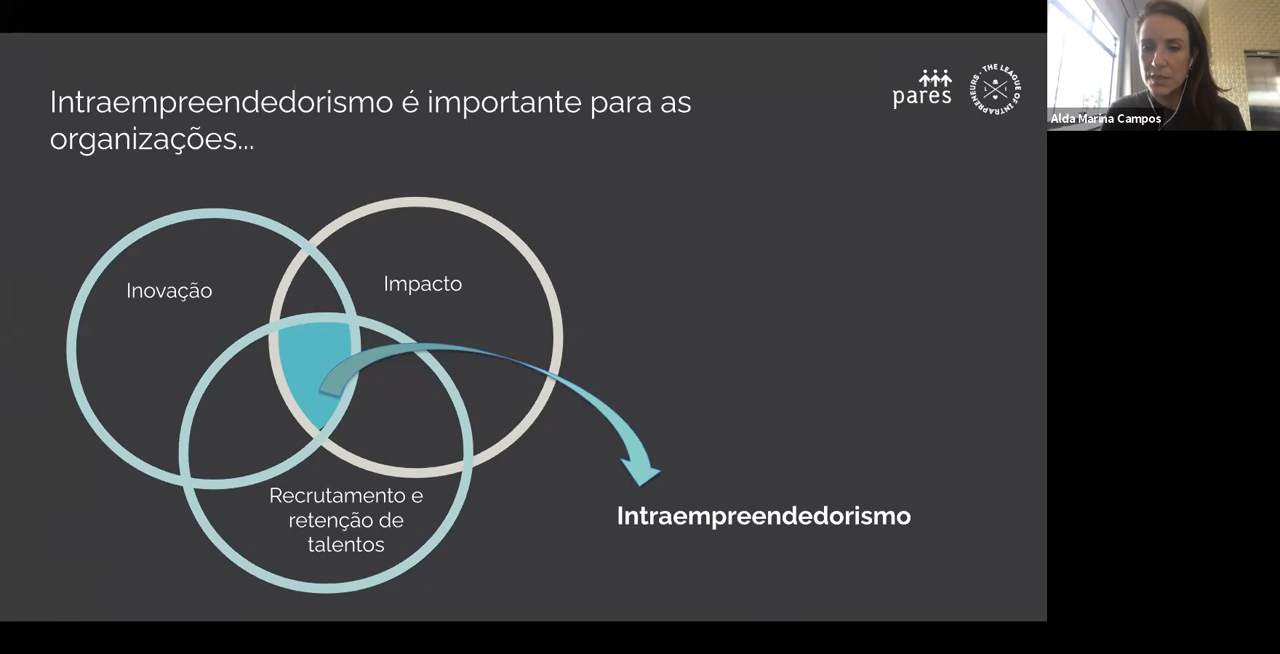 Intraempreendedorismo é importante para as
organizações...
pares
THE LEAGUE OF INTRAPRENEURS
Alda Marina Campos
Inovação
Impacto
Recrutamento e
retenção de
talentos
Intraempreendedorismo